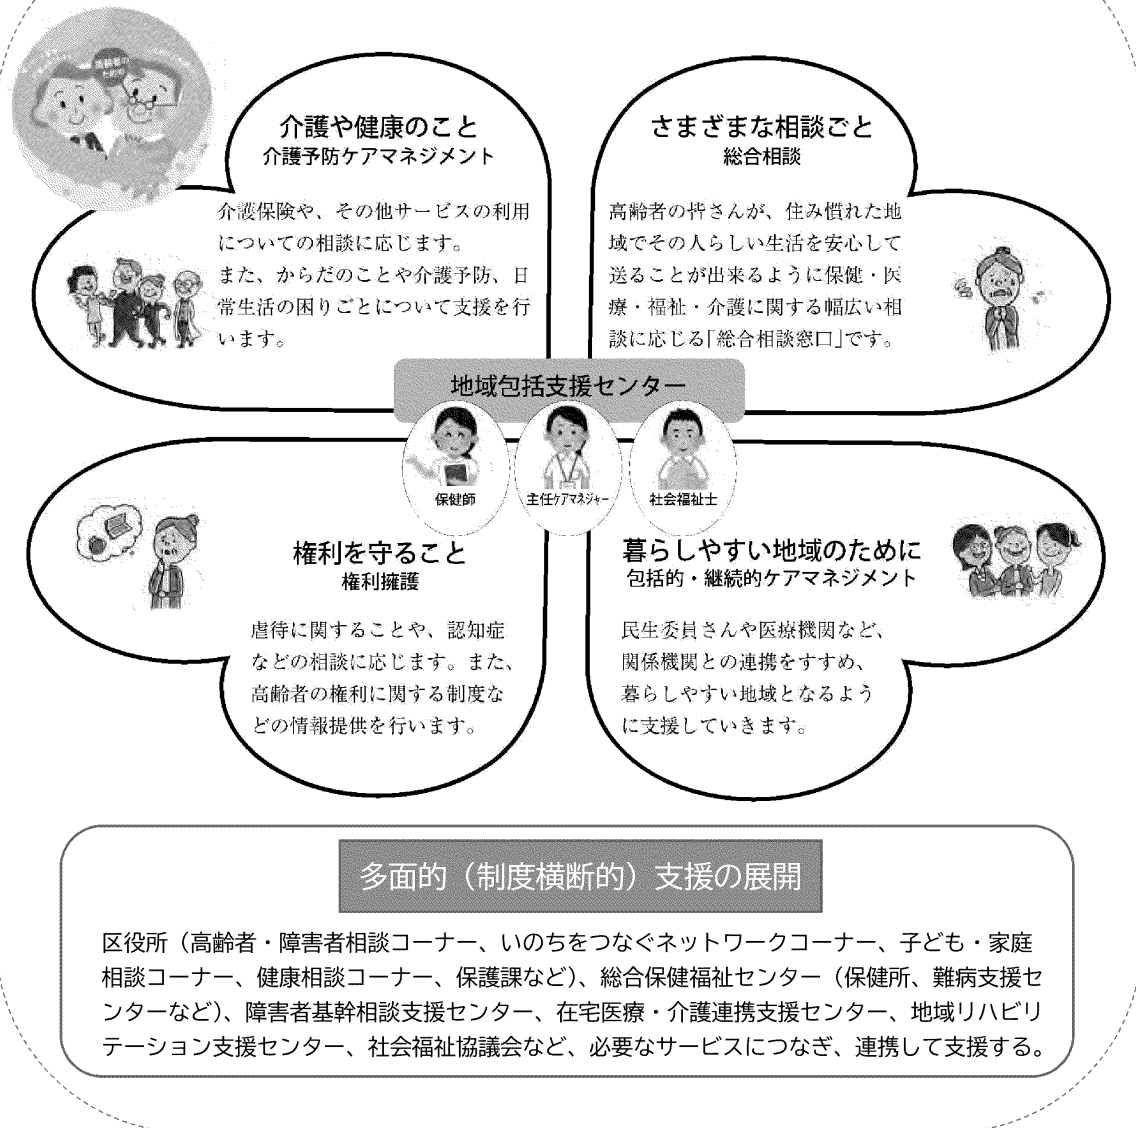 高齢者の
ための
介護や健康のこと
介護予防ケアマネジメント
介護保険や、その他サービスの利用
についての相談に応じます。
また、からだのことや介護予防、日
常生活の困りごとについて支援を行
います。
さまざまな相談ごと
総合相談
高齢者の皆さんが、住み慣れた地
域でその人らしい生活を安心して
送ることが出来るように保健・医
療・福祉・介護に関する幅広い相
談に応じる「総合相談窓口」です。
地域包括支援センター
保健師
主任ケアマネジャー
社会福祉士
権利を守ること
権利擁護
虐待に関することや、認知症
などの相談に応じます。また、
高齢者の権利に関する制度な
どの情報提供を行います。
暮らしやすい地域のために
包括的・継続的ケアマネジメント
民生委員さんや医療機関など、
関係機関との連携をすすめ、
暮らしやすい地域となるよう
に支援していきます。
多面的（制度横断的）支援の展開
区役所（高齢者・障害者相談コーナー、いのちをつなぐネットワークコーナー、子ども・家庭
相談コーナー、健康相談コーナー、保護課など）、総合保健福祉センター（保健所、難病支援セ
ンターなど）、障害者基幹相談支援センター、在宅医療・介護連携支援センター、地域リハビリ
テーション支援センター、社会福祉協議会など、必要なサービスにつなぎ、連携して支援する。